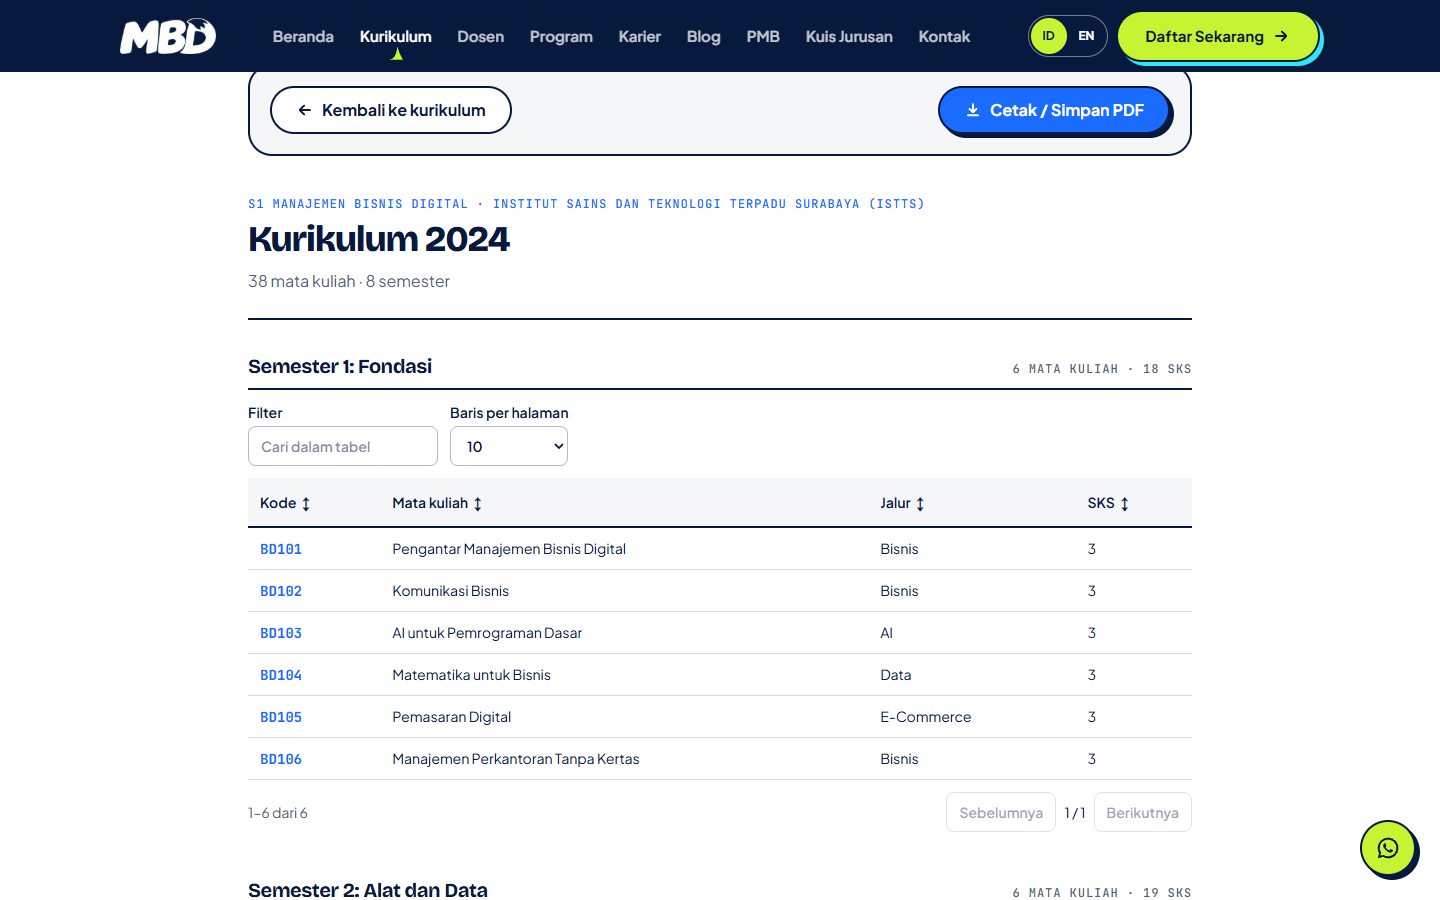 MBD
Beranda Kurikulum Dosen Program Karier Blog PMB Kuis Jurusan Kontak ID EN Daftar Sekarang →
← Kembali ke kurikulum Cetak / Simpan PDF
S1 MANAJEMEN BISNIS DIGITAL · INSTITUT SAINS DAN TEKNOLOGI TERPADU SURABAYA (ISTTS)
Kurikulum 2024
38 mata kuliah · 8 semester
Semester 1: Fondasi 6 MATA KULIAH · 18 SKS
Filter Baris per halaman
Cari dalam tabel 10
Kode ↕ Mata kuliah ↕ Jalur ↕ SKS ↕
BD101 Pengantar Manajemen Bisnis Digital Bisnis 3
BD102 Komunikasi Bisnis Bisnis 3
BD103 AI untuk Pemrograman Dasar AI 3
BD104 Matematika untuk Bisnis Data 3
BD105 Pemasaran Digital E-Commerce 3
BD106 Manajemen Perkantoran Tanpa Kertas Bisnis 3
1–6 dari 6 Sebelumnya 1 / 1 Berikutnya
Semester 2: Alat dan Data 6 MATA KULIAH · 19 SKS